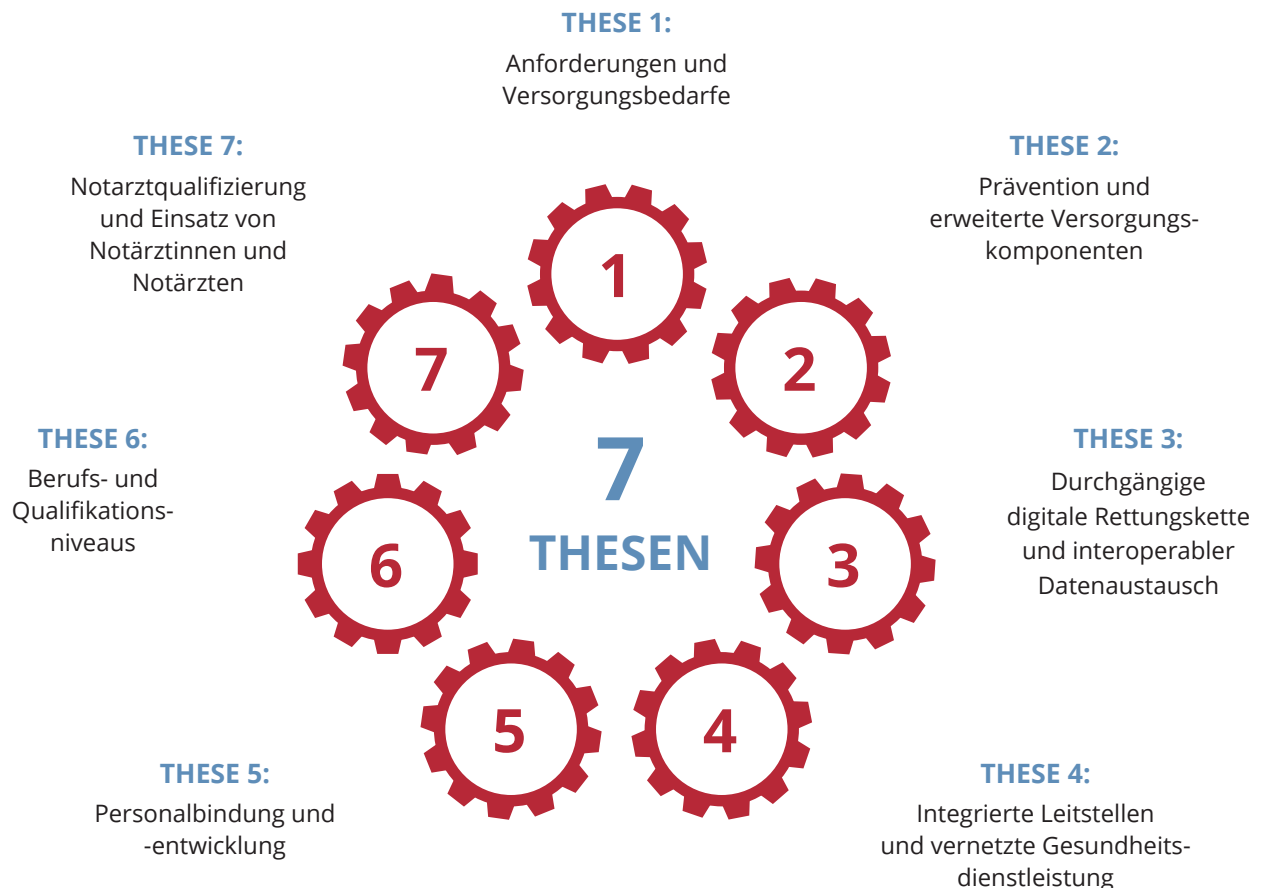 THESE 1:
Anforderungen und
Versorgungsbedarfe
THESE 2:
Prävention und
erweiterte Versorgungs-
komponenten
THESE 3:
Durchgängige
digitale Rettungskette
und interoperabler
Datenaustausch
THESE 4:
Integrierte Leitstellen
und vernetzte Gesundheits-
dienstleistung
THESE 5:
Personalbindung und
-entwicklung
THESE 6:
Berufs- und
Qualifikations-
niveaus
THESE 7:
Notarztqualifizierung
und Einsatz von
Notärztinnen und
Notärzten
1
2
3
4
5
6
7
7
THESEN